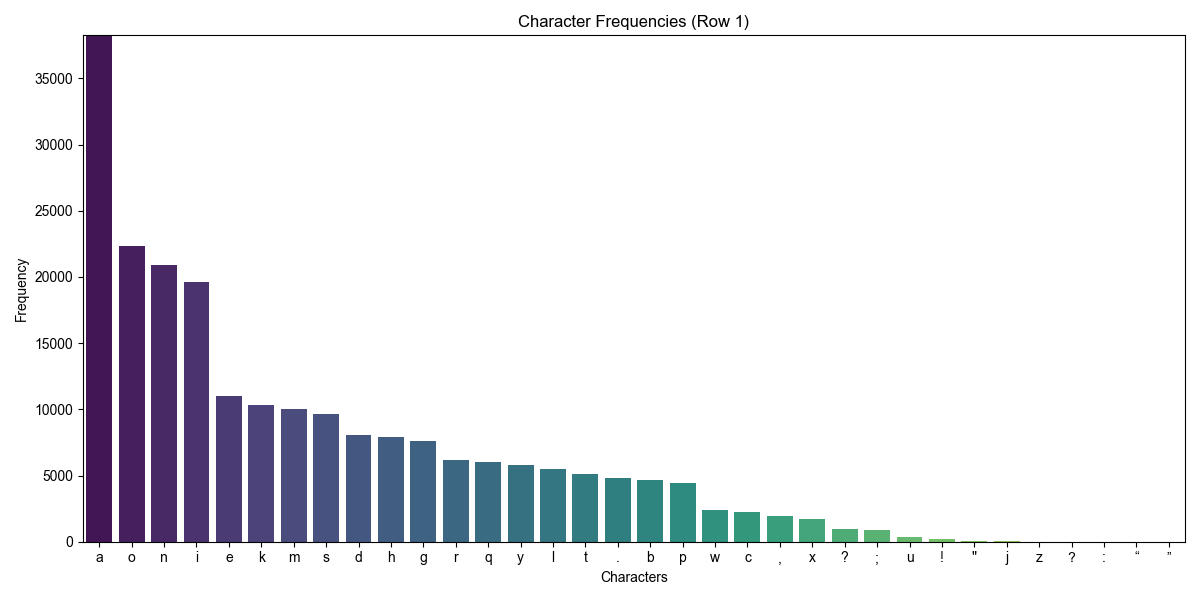 Character Frequencies (Row 1)
Frequency
35000
30000
25000
20000
15000
10000
5000
0
a o n i e k m s d h g r q y l t . b p w c , x ? ; u ! " j z ? : “ ”
Characters